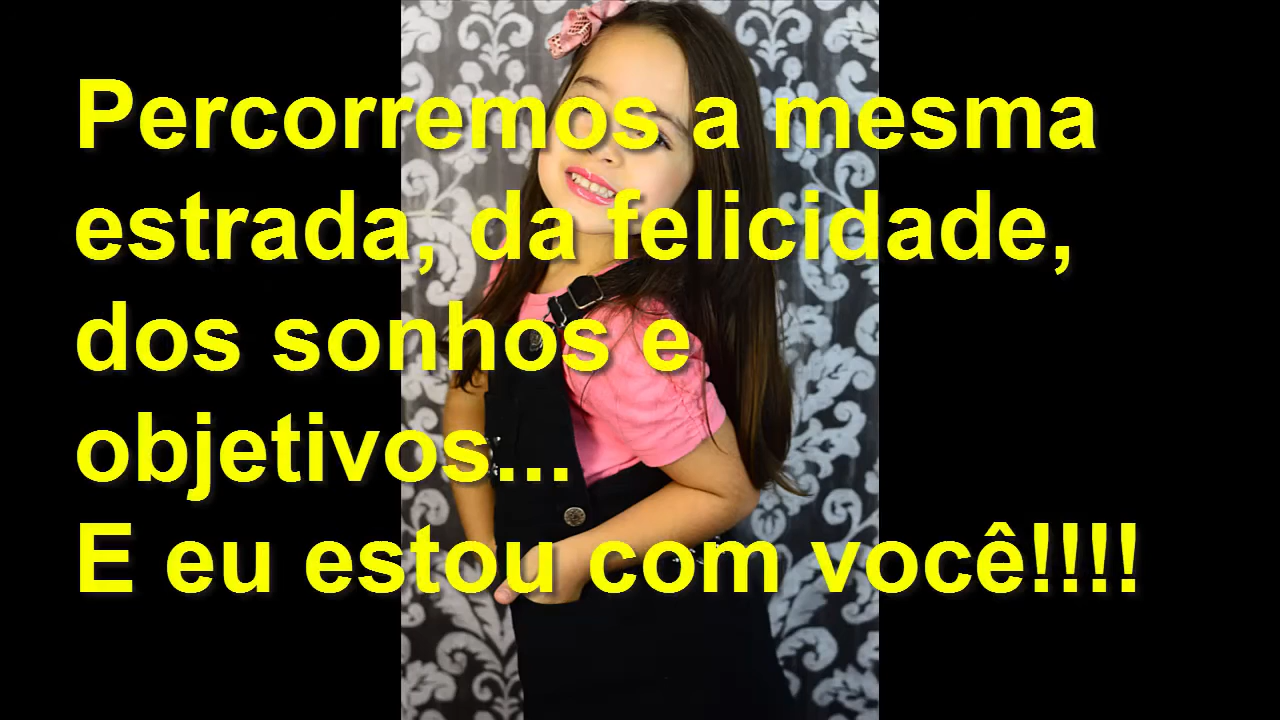 Percorremos a mesma
estrada, da felicidade,
dos sonhos e
objetivos...
E eu estou com você!!!!